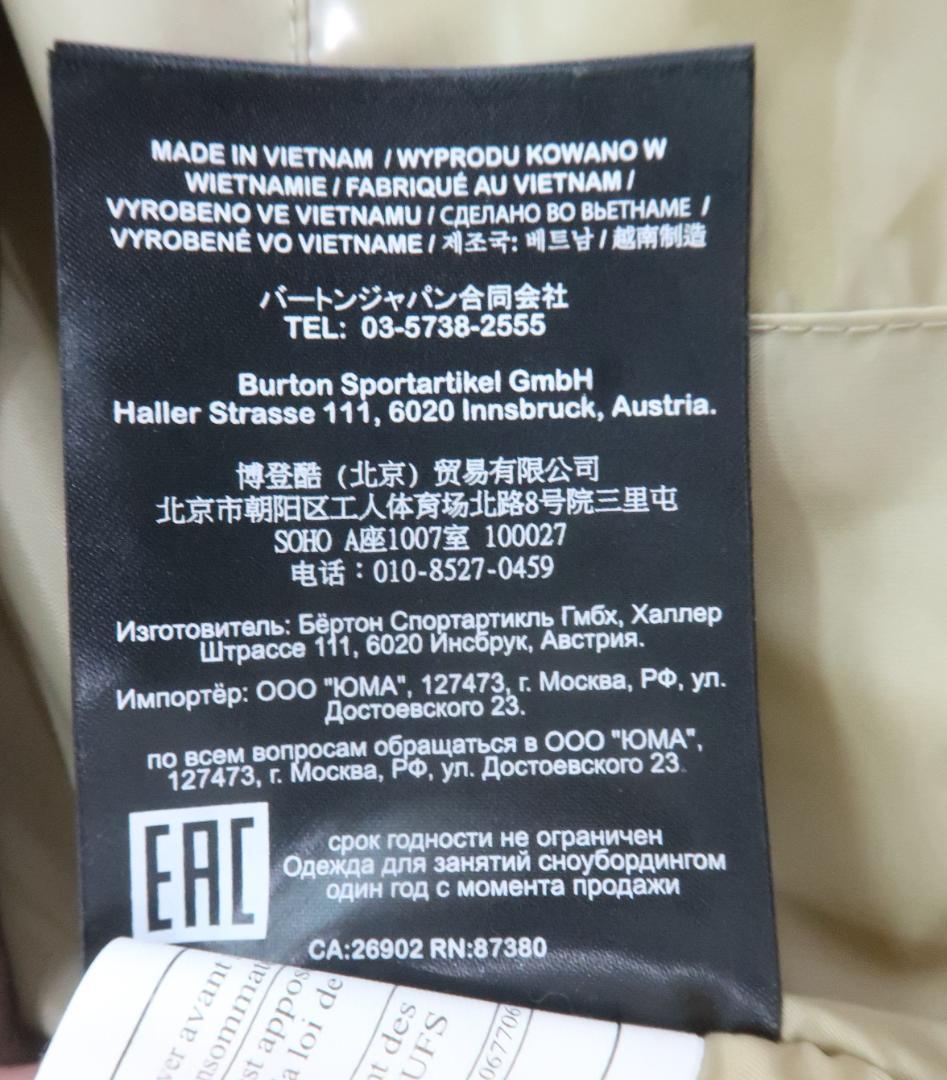 MADE IN VIETNAM / WYPRODU KOWANO W
WIETNAMIE / FABRIQUÉ AU VIETNAM /
VYROBENO VE VIETNAMU / СДЕЛАНО ВО ВЬЕТНАМЕ /
VYROBENÉ VO VIETNAME / 제조국: 베트남 / 越南制造
バートンジャパン合同会社
TEL: 03-5738-2555
Burton Sportartikel GmbH
Haller Strasse 111, 6020 Innsbruck, Austria.
博登酷（北京）贸易有限公司
北京市朝阳区工人体育场北路8号院三里屯
SOHO A座1007室 100027
电话：010-8527-0459
Изготовитель: Бёртон Спортартикль Гмбх, Халлер
Штрассе 111, 6020 Инсбрук, Австрия.
Импортёр: ООО "ЮМА", 127473, г. Москва, РФ, ул.
Достоевского 23.
по всем вопросам обращаться в ООО "ЮМА",
127473, г. Москва, РФ, ул. Достоевского 23.
EAC
срок годности не ограничен
Одежда для занятий сноубордингом
один год с момента продажи
CA:26902 RN:87380
avant
loi de
des
UFS